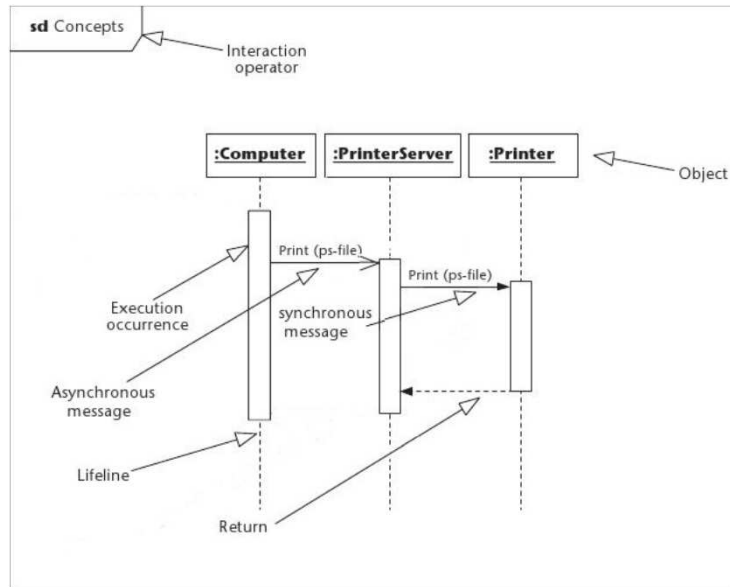 sd Concepts
Interaction
operator
:Computer
:PrinterServer
:Printer
Object
Print (ps-file)
Print (ps-file)
Execution
occurrence
synchronous
message
Asynchronous
message
Lifeline
Return